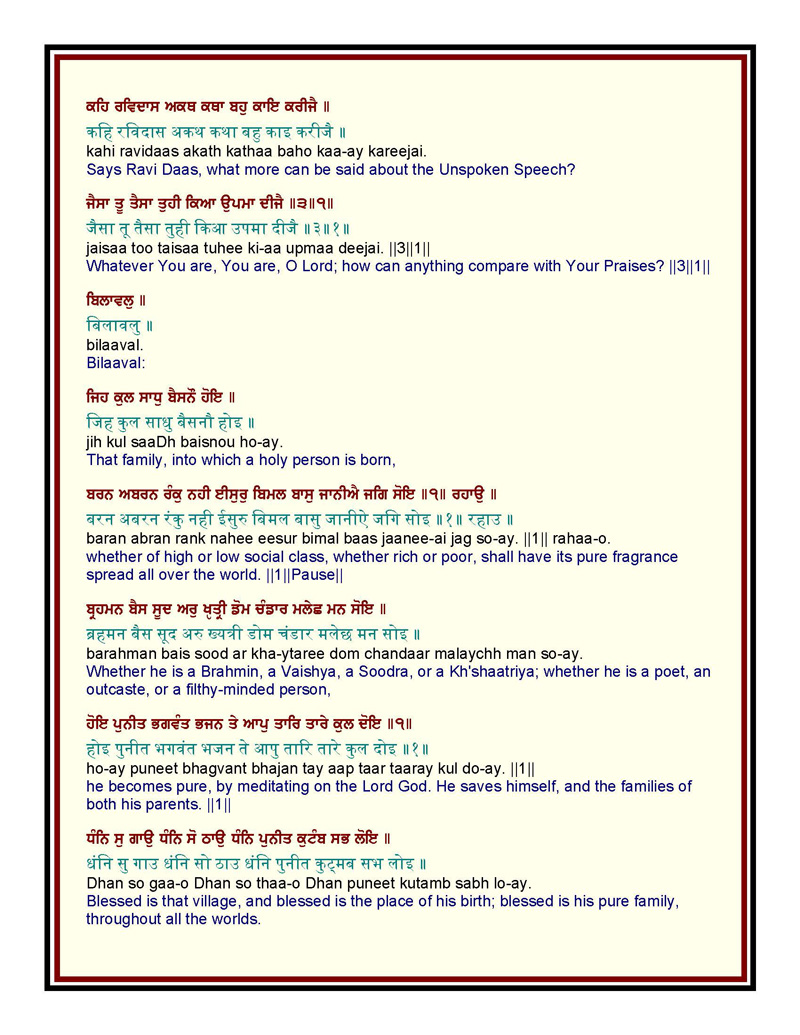 ਕਹਿ ਰਵਿਦਾਸ ਅਕਥ ਕਥਾ ਬਹੁ ਕਾਇ ਕਰੀਜੈ ॥
कहि रविदास अकथ कथा बहु काइ करीजै ॥
kahi ravidaas akath kathaa baho kaa-ay kareejai.
Says Ravi Daas, what more can be said about the Unspoken Speech?
ਜੈਸਾ ਤੂ ਤੈਸਾ ਤੁਹੀ ਕਿਆ ਉਪਮਾ ਦੀਜੈ ॥੩॥੧॥
जैसा तू तैसा तुही किआ उपमा दीजै ॥३॥१॥
jaisaa too taisaa tuhee ki-aa upmaa deejai. ||3||1||
Whatever You are, You are, O Lord; how can anything compare with Your Praises? ||3||1||
ਬਿਲਾਵਲੁ ॥
बिलावलु ॥
bilaaval.
Bilaaval:
ਜਿਹ ਕੁਲ ਸਾਧੁ ਬੈਸਨੌ ਹੋਇ ॥
जिह कुल साधु बैसनौ होइ ॥
jih kul saaDh baisnou ho-ay.
That family, into which a holy person is born,
ਬਰਨ ਅਬਰਨ ਰੰਕੁ ਨਹੀ ਈਸੁਰੁ ਬਿਮਲ ਬਾਸੁ ਜਾਨੀਐ ਜਗਿ ਸੋਇ ॥੧॥ ਰਹਾਉ ॥
बरन अबरन रंकु नही ईसुरु बिमल बासु जानीऐ जगि सोइ ॥१॥ रहाउ ॥
baran abran rank nahee eesur bimal baas jaanee-ai jag so-ay. ||1|| rahaa-o.
whether of high or low social class, whether rich or poor, shall have its pure fragrance
spread all over the world. ||1||Pause||
ਬ੍ਰਹਮਨ ਬੈਸ ਸੂਦ ਅਰੁ ਖ੍ਯ੍ਯਤ੍ਰੀ ਡੋਮ ਚੰਡਾਰ ਮਲੇਛ ਮਨ ਸੋਇ ॥
ब्रहमन बैस सूद अरु ख्यत्री डोम चंडार मलेछ मन सोइ ॥
barahman bais sood ar kha-ytaree dom chandaar malaychh man so-ay.
Whether he is a Brahmin, a Vaishya, a Soodra, or a Kh'shaatriya; whether he is a poet, an
outcaste, or a filthy-minded person,
ਹੋਇ ਪੁਨੀਤ ਭਗਵੰਤ ਭਜਨ ਤੇ ਆਪੁ ਤਾਰਿ ਤਾਰੇ ਕੁਲ ਦੋਇ ॥੧॥
होइ पुनीत भगवंत भजन ते आपु तारि तारे कुल दोइ ॥१॥
ho-ay puneet bhagvant bhajan tay aap taar taaray kul do-ay. ||1||
he becomes pure, by meditating on the Lord God. He saves himself, and the families of
both his parents. ||1||
ਧੰਨਿ ਸੁ ਗਾਉ ਧੰਨਿ ਸੋ ਠਾਉ ਧੰਨਿ ਪੁਨੀਤ ਕੁਟੰਬ ਸਭ ਲੋਇ ॥
धंनि सु गाउ धंनि सो ठाउ धंनि पुनीत कुट्मब सभ लोइ ॥
Dhan so gaa-o Dhan so thaa-o Dhan puneet kutamb sabh lo-ay.
Blessed is that village, and blessed is the place of his birth; blessed is his pure family,
throughout all the worlds.